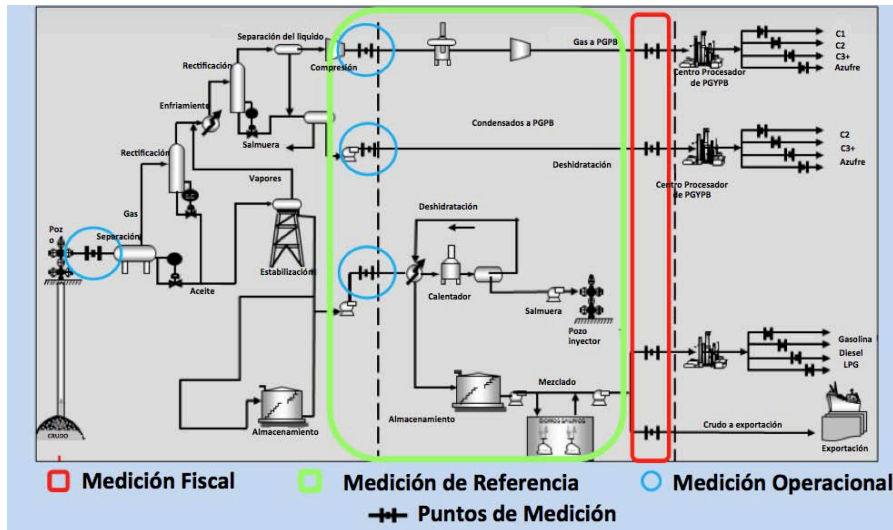 Separación del liquido
Rectificación
Compresión
Gas a PGPB
Centro Procesador
de PGYPB
C1
C2
C3+
Azufre
Enfriamiento
Salmuera
Condensados a PGPB
Deshidratación
Centro Procesador
de PGYPB
C2
C3+
Azufre
Rectificación
Vapores
Gas
Poz
o
Separación
Aceite
Estabilización
Deshidratación
Calentador
Salmuera
Pozo
inyector
Gasolina
Diesel
LPG
Mezclado
Almacenamiento
Almacenamiento
Crudo a exportación
Exportación
CRUDO
Medición Fiscal
Medición de Referencia
Medición Operacional
Puntos de Medición